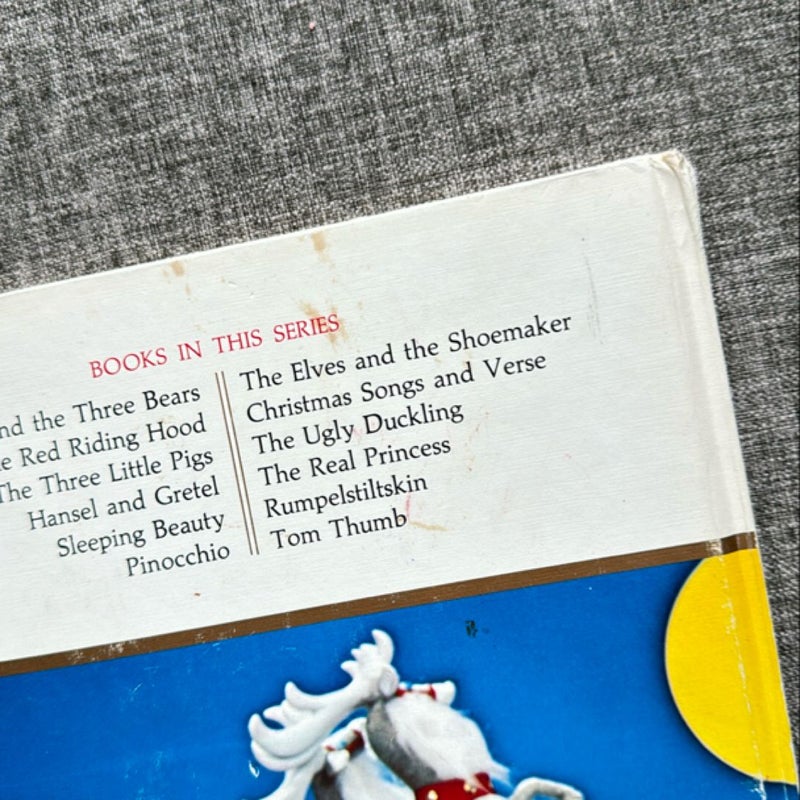 BOOKS IN THIS SERIES
nd the Three Bears
e Red Riding Hood
The Three Little Pigs
Hansel and Gretel
Sleeping Beauty
Pinocchio
The Elves and the Shoemaker
Christmas Songs and Verse
The Ugly Duckling
The Real Princess
Rumpelstiltskin
Tom Thumb